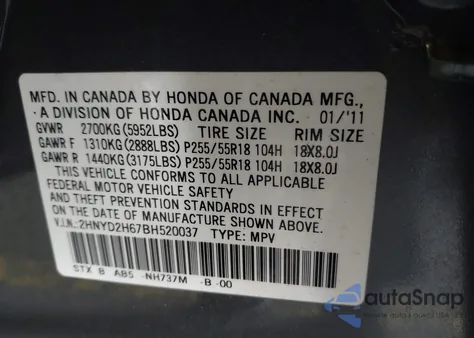 MFD. IN CANADA BY HONDA OF CANADA MFG.,
A DIVISION OF HONDA CANADA INC. 01/'11
GVWR 2700KG(5952LBS) TIRE SIZE RIM SIZE
GAWR F 1310KG(2888LBS) P255/55R18 104H 18X8.0J
GAWR R 1440KG(3175LBS) P255/55R18 104H 18X8.0J
THIS VEHICLE CONFORMS TO ALL APPLICABLE
FEDERAL MOTOR VEHICLE SAFETY
AND THEFT PREVENTION STANDARDS IN EFFECT
ON THE DATE OF MANUFACTURE SHOWN ABOVE.
V.I.N.:2HNYD2H67BH520037 TYPE: MPV
STX B AB5 -NH737M -B -00
autoSnap